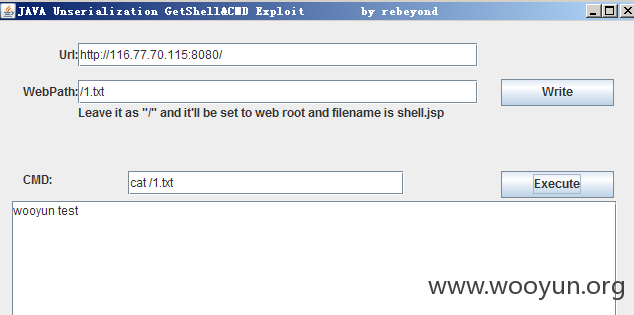 JAVA Unserialization GetShell&CMD Exploit by rebeyond
Url: http://116.77.70.115:8080/
WebPath: /1.txt Write
Leave it as "/" and it'll be set to web root and filename is shell.jsp
CMD: cat /1.txt Execute
wooyun test
www.wooyun.org